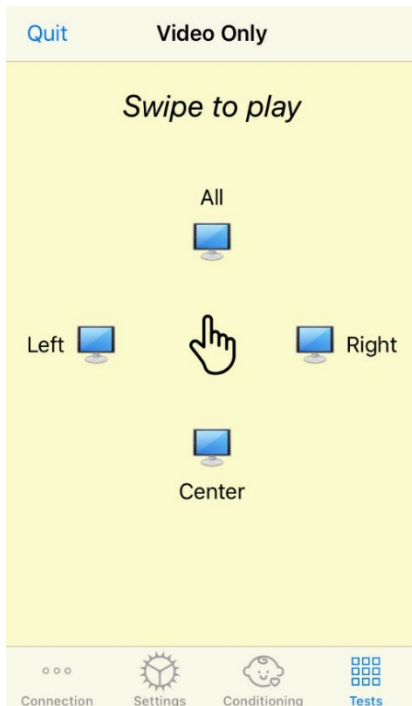 Quit Video Only
Swipe to play
All
Left Right
Center
Connection Settings Conditioning Tests